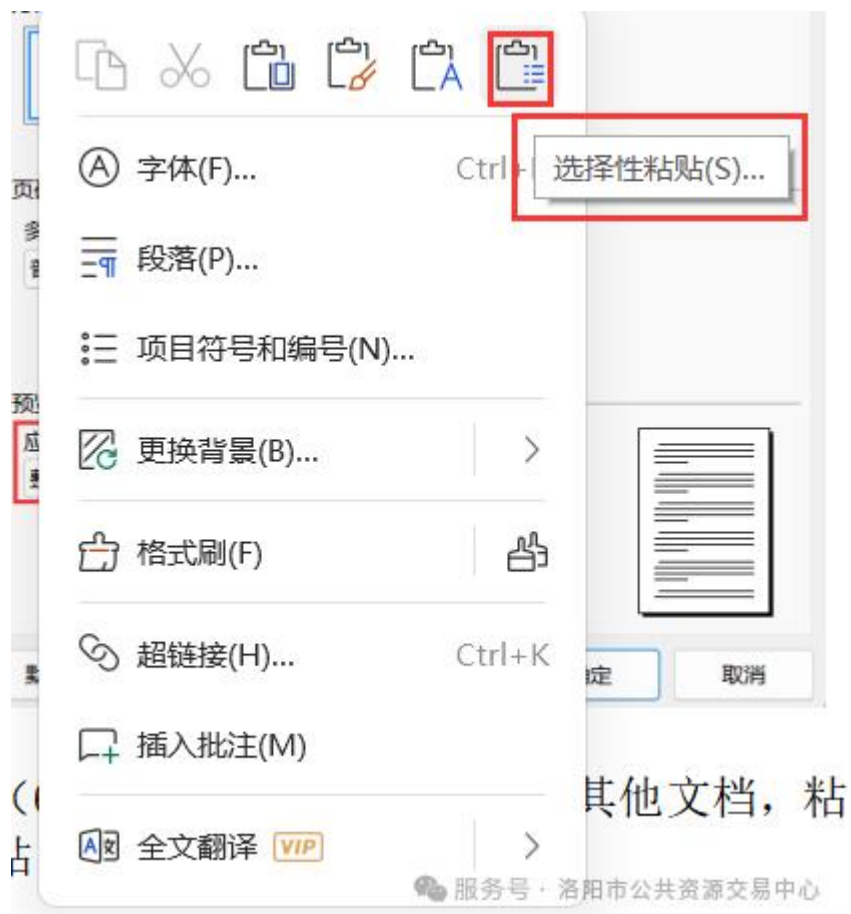 字体(F)...
Ctrl+
选择性粘贴(S)...
段落(P)...
项目符号和编号(N)...
更换背景(B)...
格式刷(F)
超链接(H)...
Ctrl+K
定
取消
插入批注(M)
其他文档，粘
全文翻译 VIP
服务号 · 洛阳市公共资源交易中心